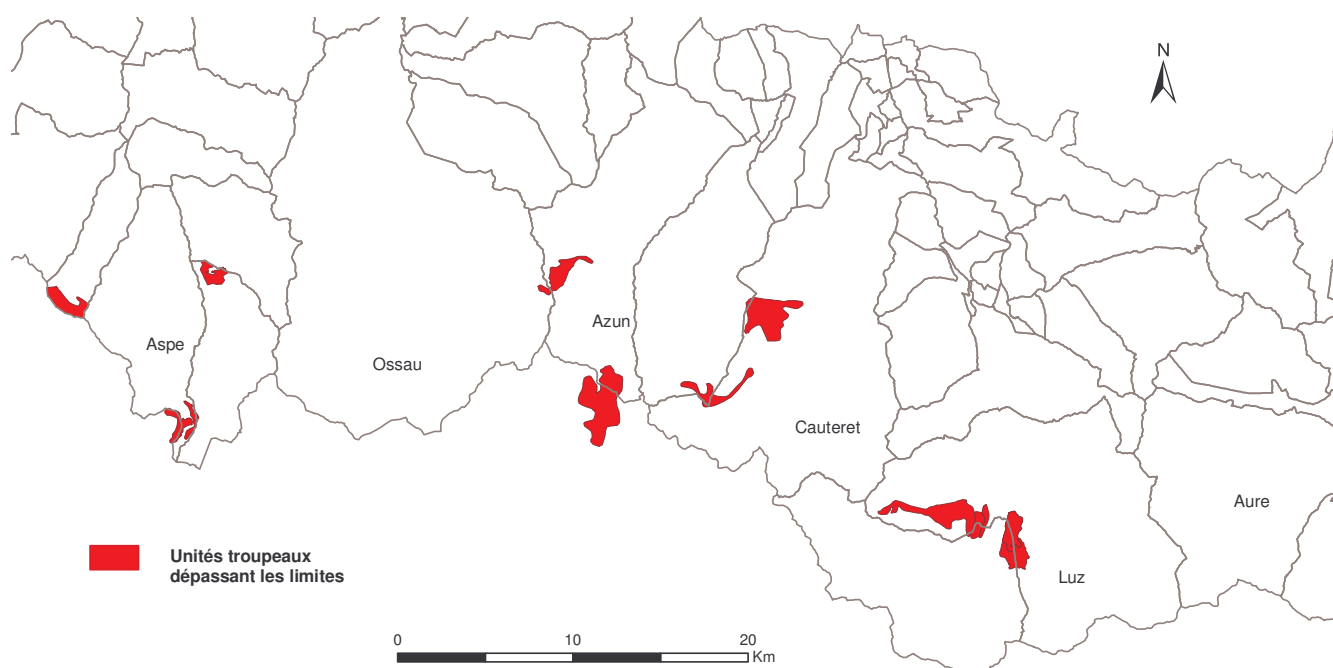 N
Azun
Aspe
Ossau
Cauteret
Aure
Unités troupeaux
dépassant les limites
Luz
0 10 20
Km